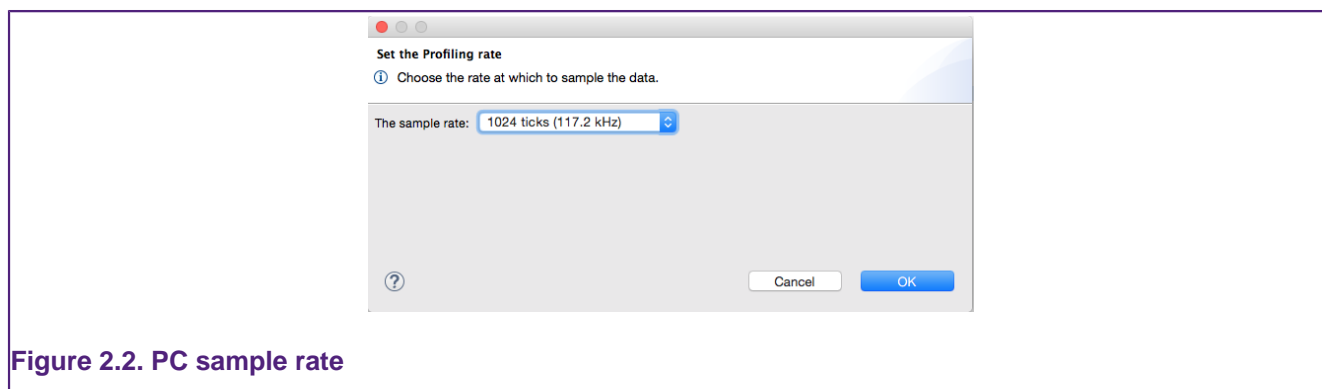 Set the Profiling rate
Choose the rate at which to sample the data.
The sample rate: 1024 ticks (117.2 kHz)
? Cancel OK
Figure 2.2. PC sample rate